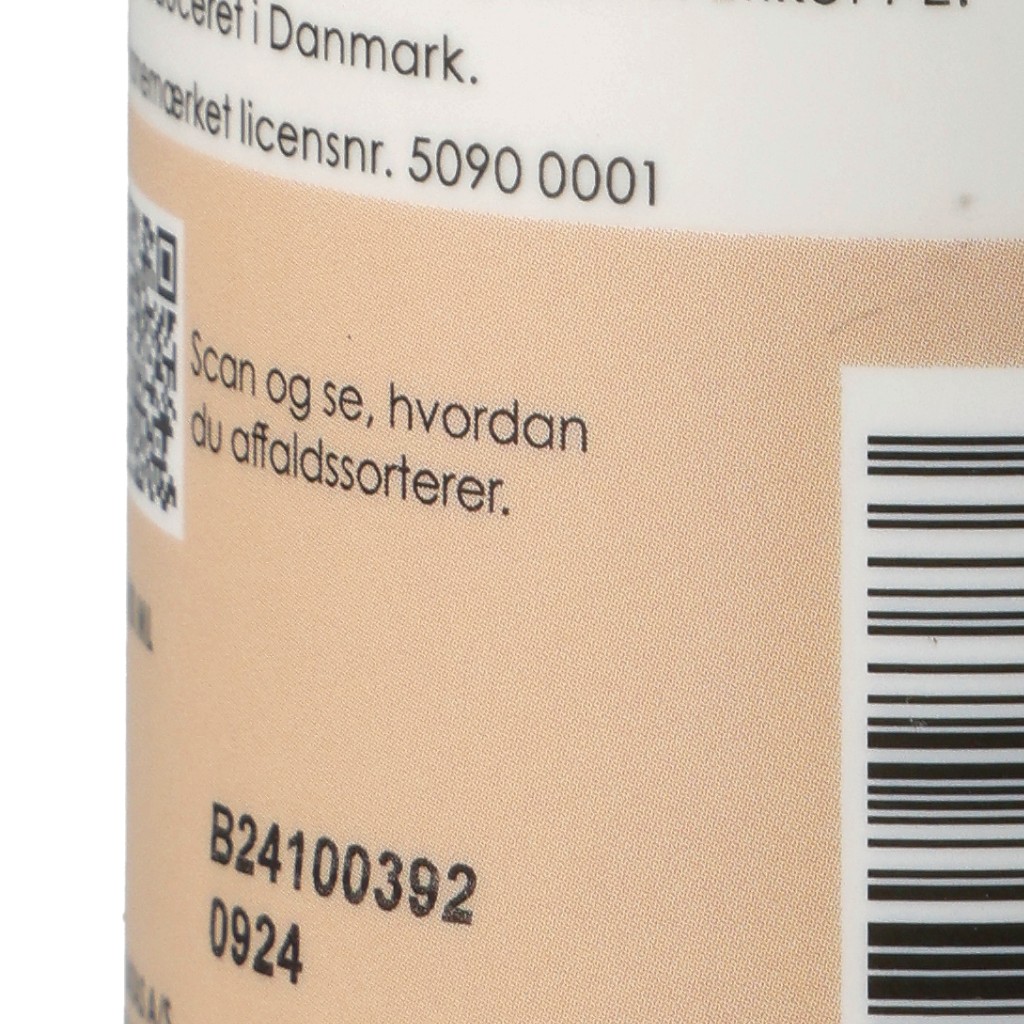 i Danmark.
licensnr. 5090 0001
Scan og se, hvordan
du affaldssorterer.
B24100392
0924